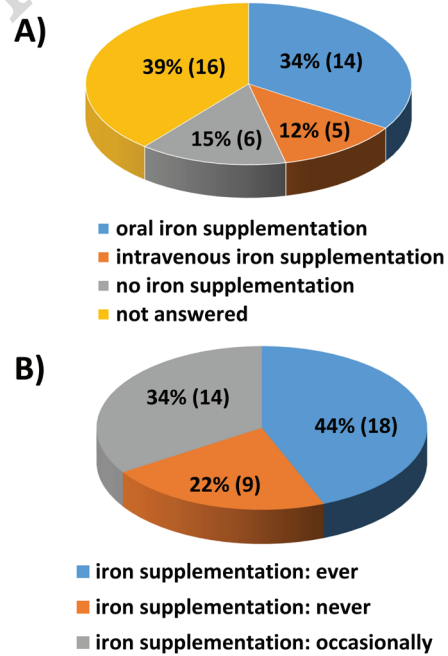 A)
39% (16)
34% (14)
15% (6)
12% (5)
oral iron supplementation
intravenous iron supplementation
no iron supplementation
not answered
B)
34% (14)
44% (18)
22% (9)
iron supplementation: ever
iron supplementation: never
iron supplementation: occasionally